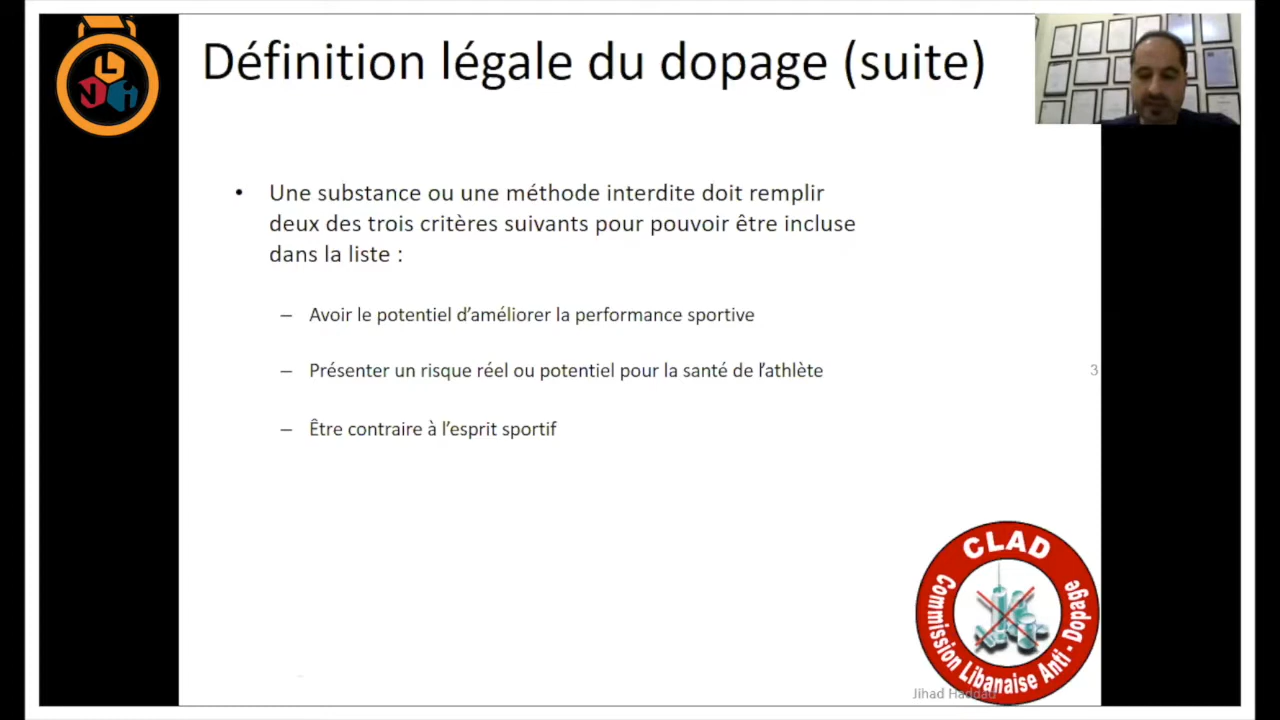 Définition légale du dopage (suite)
• Une substance ou une méthode interdite doit remplir
deux des trois critères suivants pour pouvoir être incluse
dans la liste :
– Avoir le potentiel d’améliorer la performance sportive
– Présenter un risque réel ou potentiel pour la santé de l’athlète
3
– Être contraire à l’esprit sportif
CLAD
Commission Libanaise Anti - Dopage
Jihad Haddad